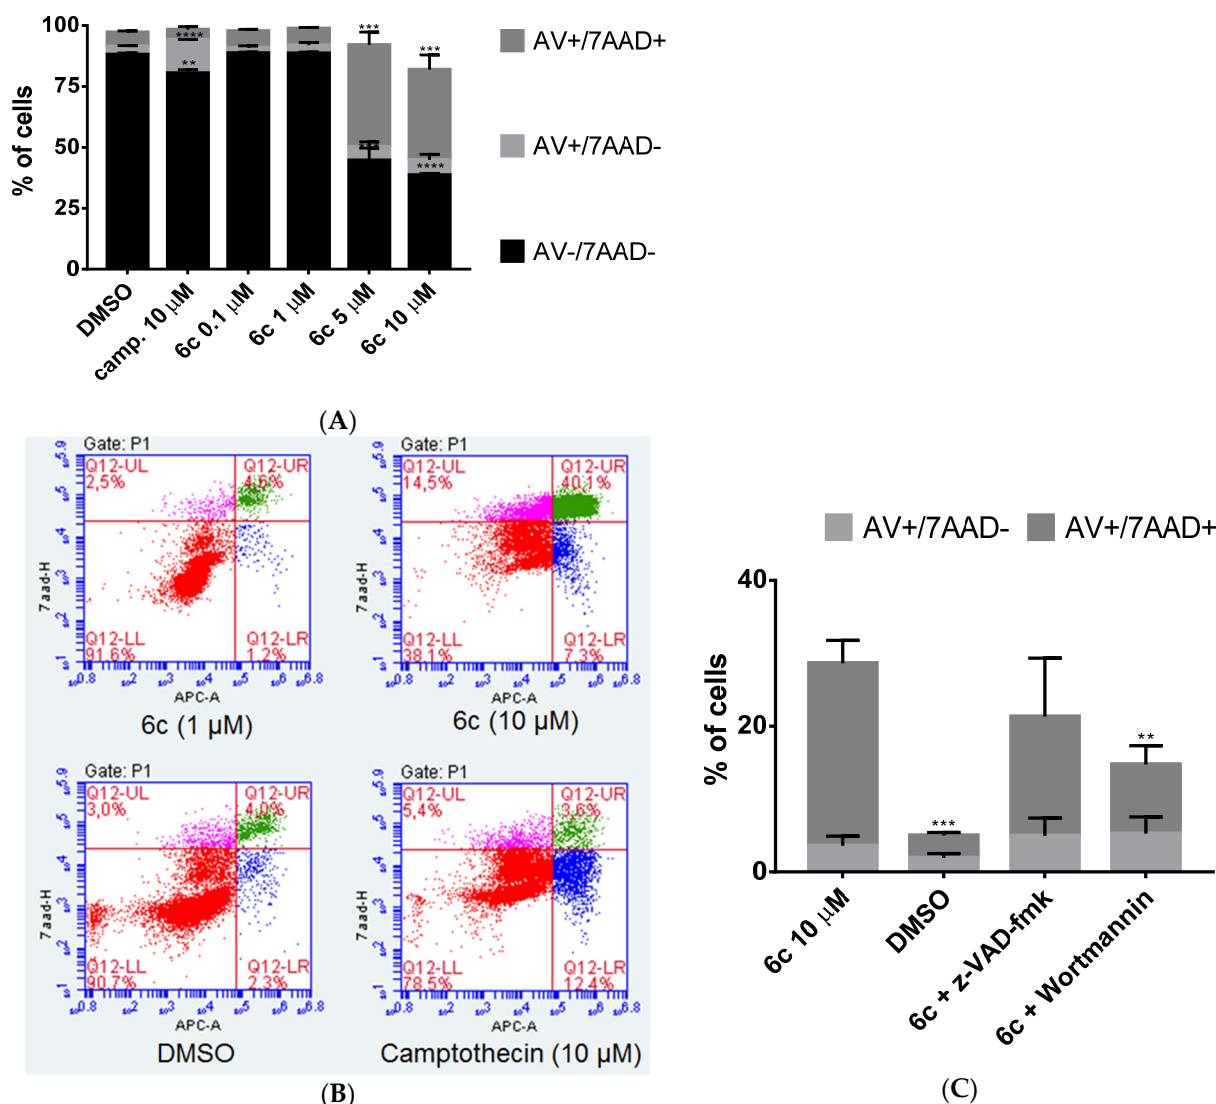 100
75
50
25
0
% of cells
****
**
***
***
***
****
DMSO
camp. 10 µM
6c 0.1 µM
6c 1 µM
6c 5 µM
6c 10 µM
AV+/7AAD+
AV+/7AAD-
AV-/7AAD-
(A)
Gate: P1
Q12-UL
2,5%
Q12-UR
4,6%
Q12-LL
91,6%
Q12-LR
1,2%
7aad-H
APC-A
6c (1 µM)
Gate: P1
Q12-UL
14,5%
Q12-UR
40,1%
Q12-LL
38,1%
Q12-LR
7,3%
7aad-H
APC-A
6c (10 µM)
Gate: P1
Q12-UL
3,0%
Q12-UR
4,0%
Q12-LL
90,7%
Q12-LR
2,3%
7aad-H
APC-A
DMSO
Gate: P1
Q12-UL
5,4%
Q12-UR
3,6%
Q12-LL
78,5%
Q12-LR
12,4%
7aad-H
APC-A
Camptothecin (10 µM)
(B)
AV+/7AAD- AV+/7AAD+
40
20
0
% of cells
***
**
6c 10 µM
DMSO
6c + z-VAD-fmk
6c + Wortmannin
(C)